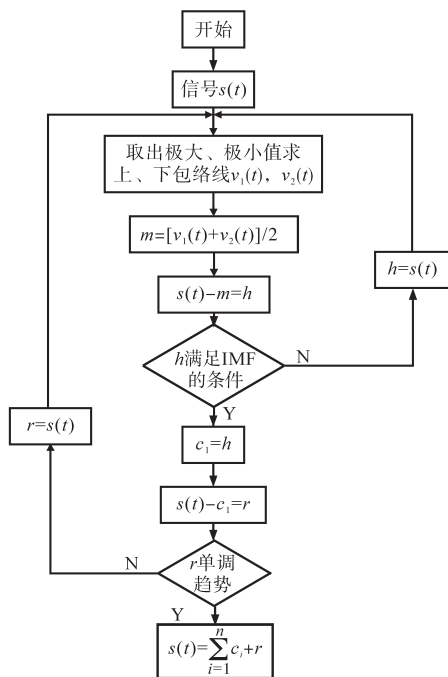 开始
信号s(t)
取出极大、极小值求
上、下包络线v₁(t), v₂(t)
m=[v₁(t)+v₂(t)]/2
h=s(t)
s(t)-m=h
h满足IMF
的条件
N
Y
r=s(t)
c₁=h
s(t)-c₁=r
N
r单调
趋势
Y
s(t)=∑ⁿᵢ₌₁cᵢ+r